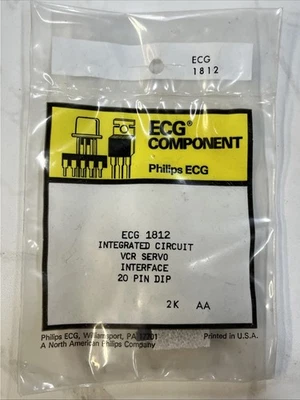 ECG
1812
ECG®
COMPONENT
Philips ECG
ECG 1812
INTEGRATED CIRCUIT
VCR SERVO
INTERFACE
20 PIN DIP
2K AA
Philips ECG, Williamsport, PA 17701 Printed in U.S.A.
A North American Philips Company